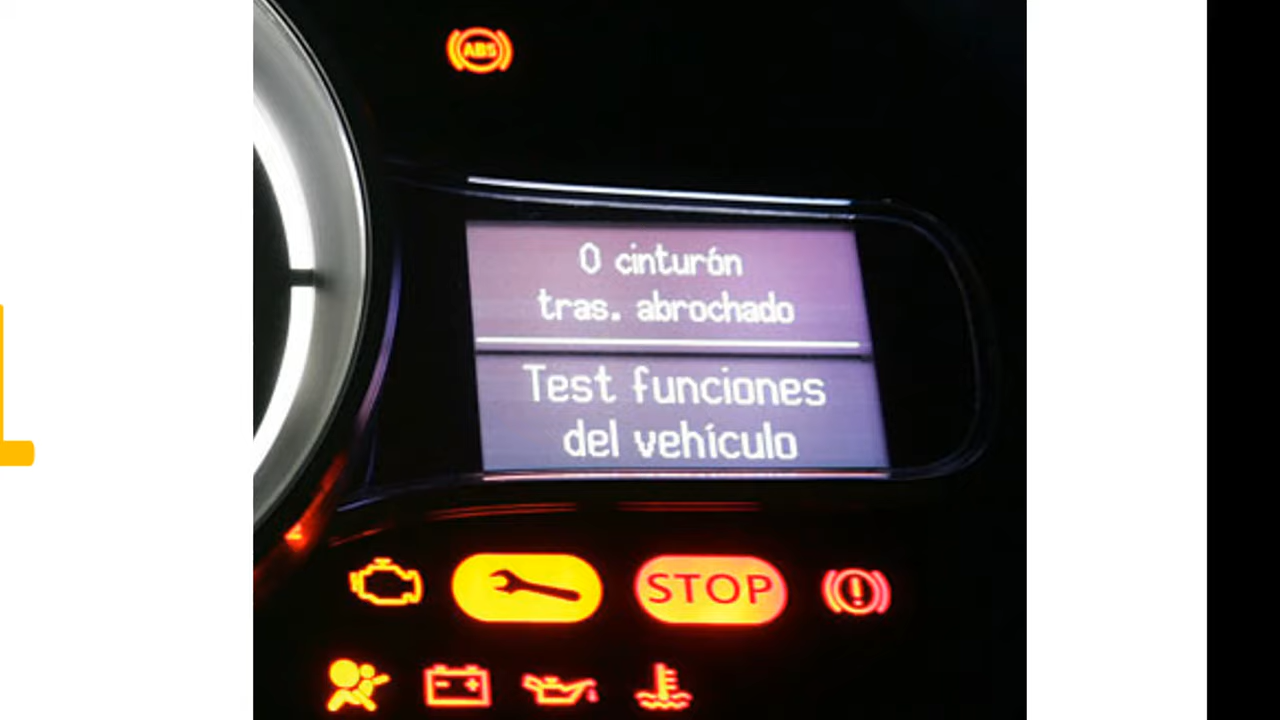 ABS
0 cinturón
tras. abrochado
Test funciones
del vehículo
STOP